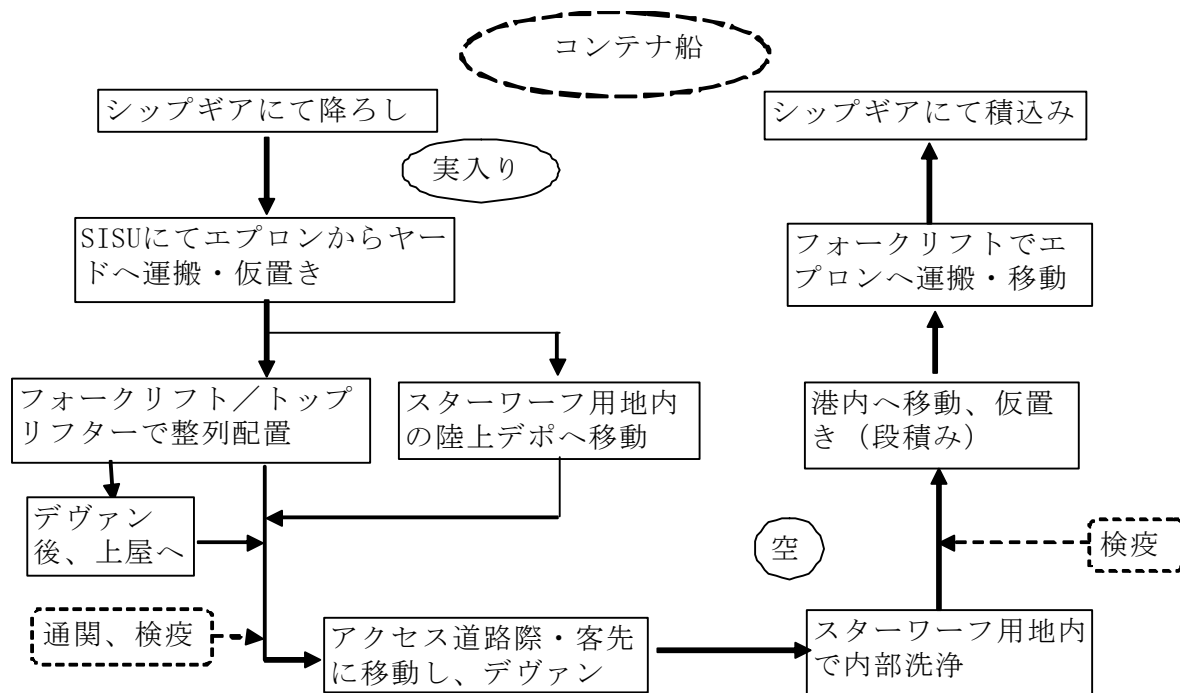 コンテナ船
シップギアにて降ろし
シップギアにて積込み
実入り
SISUにてエプロンからヤー
ドへ運搬・仮置き
フォークリフトでエ
プロンへ運搬・移動
フォークリフト／トップ
リフターで整列配置
スターワーフ用地内
の陸上デポへ移動
港内へ移動、仮置
き（段積み）
デヴァン
後、上屋へ
空
検疫
通関、検疫
アクセス道路際・客先
に移動し、デヴァン
スターワーフ用地内
で内部洗浄